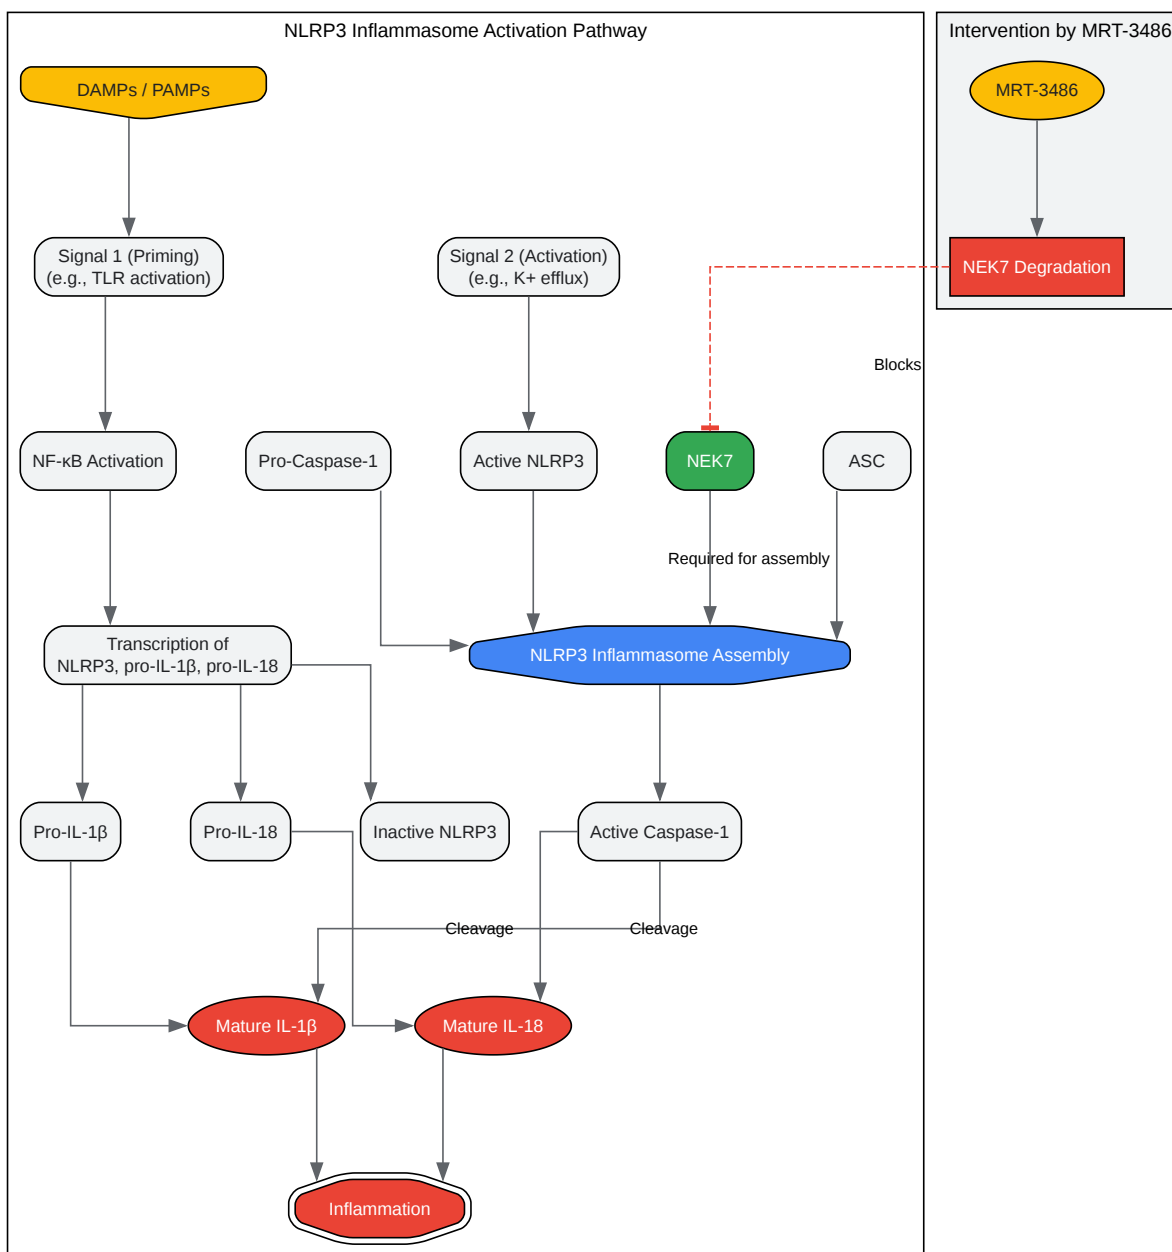 NLRP3 Inflammasome Activation Pathway
Intervention by MRT-3486
DAMPs / PAMPs
MRT-3486
Signal 1 (Priming)
(e.g., TLR activation)
Signal 2 (Activation)
(e.g., K+ efflux)
NEK7 Degradation
Blocks
NF-κB Activation
Pro-Caspase-1
Active NLRP3
NEK7
ASC
Required for assembly
Transcription of
NLRP3, pro-IL-1β, pro-IL-18
NLRP3 Inflammasome Assembly
Pro-IL-1β
Pro-IL-18
Inactive NLRP3
Active Caspase-1
Cleavage
Cleavage
Mature IL-1β
Mature IL-18
Inflammation